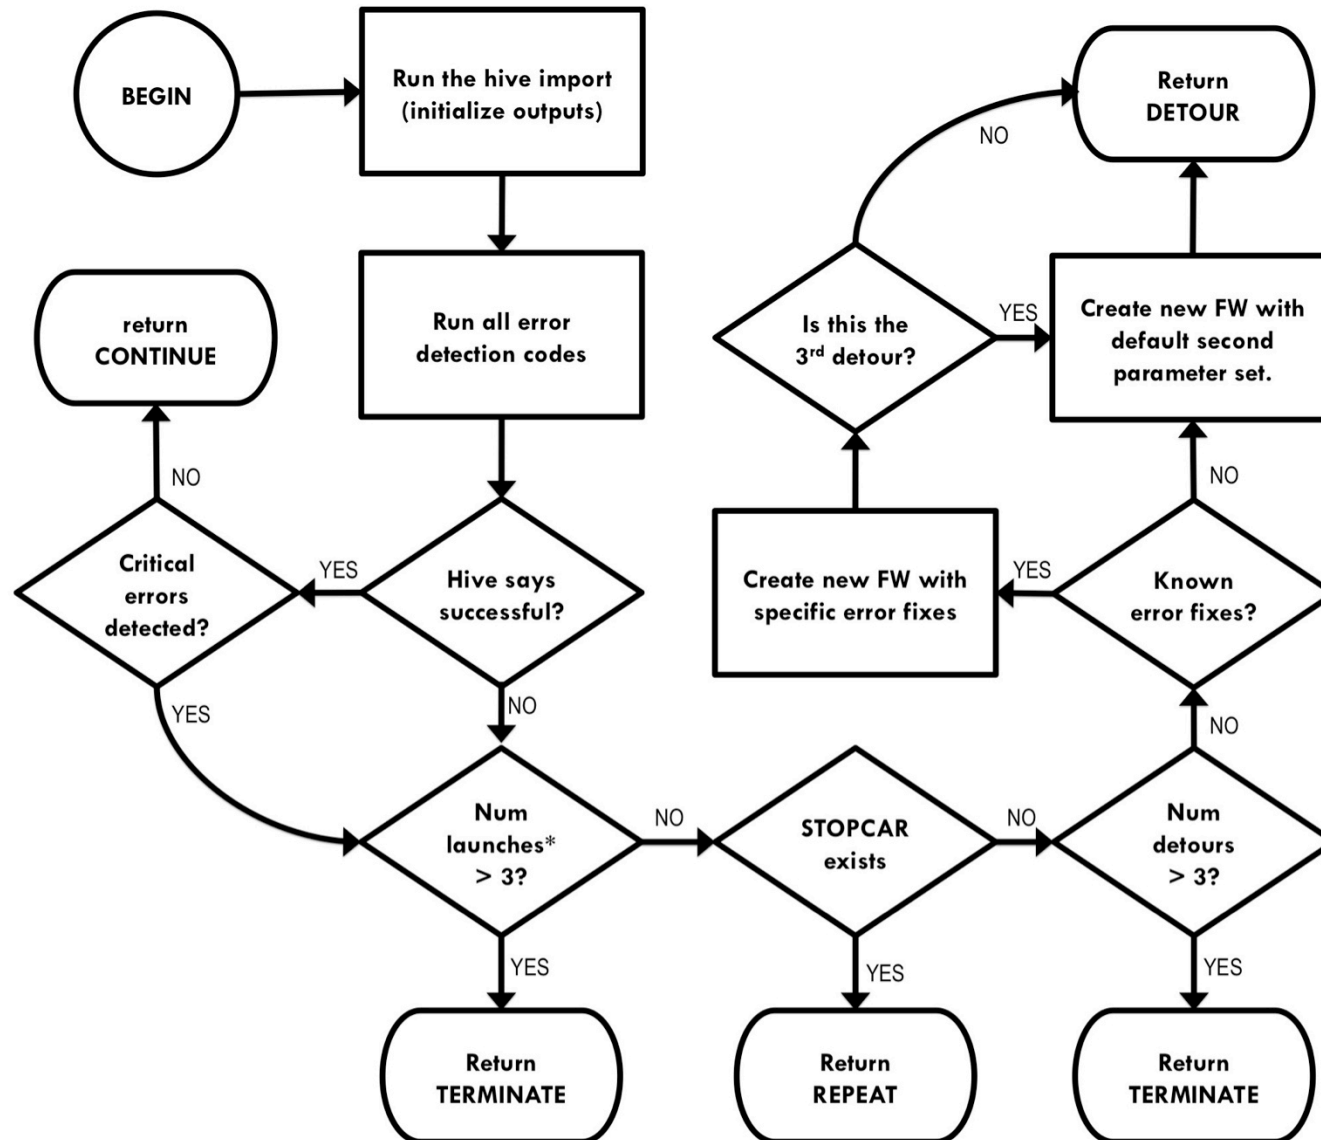 BEGIN
Run the hive import
(initialize outputs)
Return
DETOUR
NO
Run all error
detection codes
return
CONTINUE
Is this the
3rd detour?
YES
Create new FW with
default second
parameter set.
NO
NO
Critical
errors
detected?
YES
Hive says
successful?
Create new FW with
specific error fixes
YES
Known
error fixes?
YES
NO
NO
Num
launches*
> 3?
NO
STOPCAR
exists
NO
Num
detours
> 3?
YES
YES
YES
Return
TERMINATE
Return
REPEAT
Return
TERMINATE